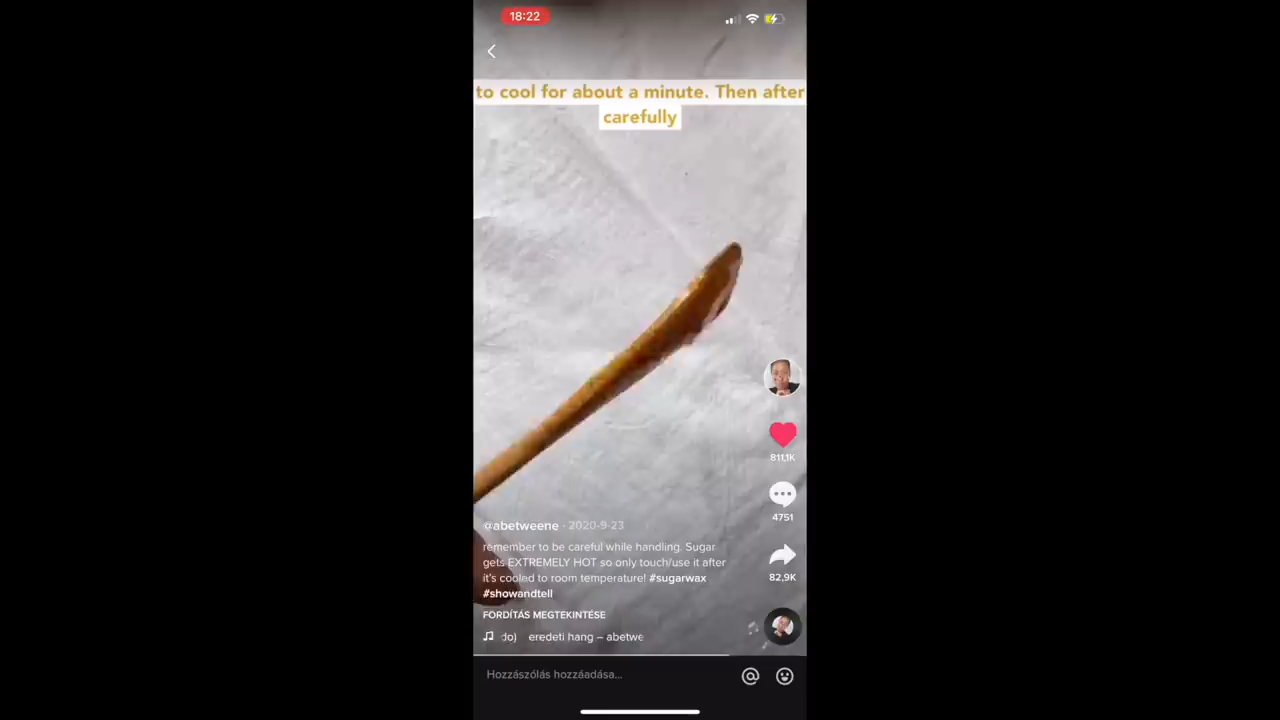 18:22
to cool for about a minute. Then after
carefully
811,1K
4751
82,9K
@abetweene · 2020-9-23
remember to be careful while handling. Sugar
gets EXTREMELY HOT so only touch/use it after
it's cooled to room temperature! #sugarwax
#showandtell
FORDÍTÁS MEGTEKINTÉSE
do) eredeti hang – abetwe
Hozzászólás hozzáadása...